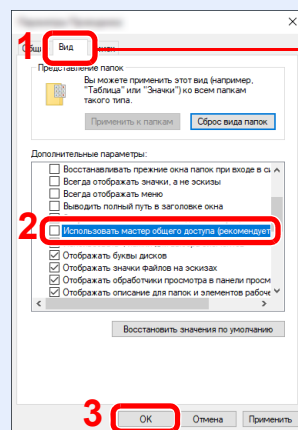 1
Вид
Представление папок
Вы можете применить этот вид (например,
"Таблица" или "Значки") ко всем папкам
такого типа.
Применить к папкам
Сброс вида папок
Дополнительные параметры:
Восстанавливать прежние окна папок при входе в си
Всегда отображать значки, а не эскизы
Всегда отображать меню
Выводить полный путь в заголовке окна
2
Использовать мастер общего доступа (рекомендует
Отображать буквы дисков
Отображать значки файлов на эскизах
Отображать обработчики просмотра в панели просм
Отображать описание для папок и элементов рабоче
Восстановить значения по умолчанию
3
ОК
Отмена
Применить